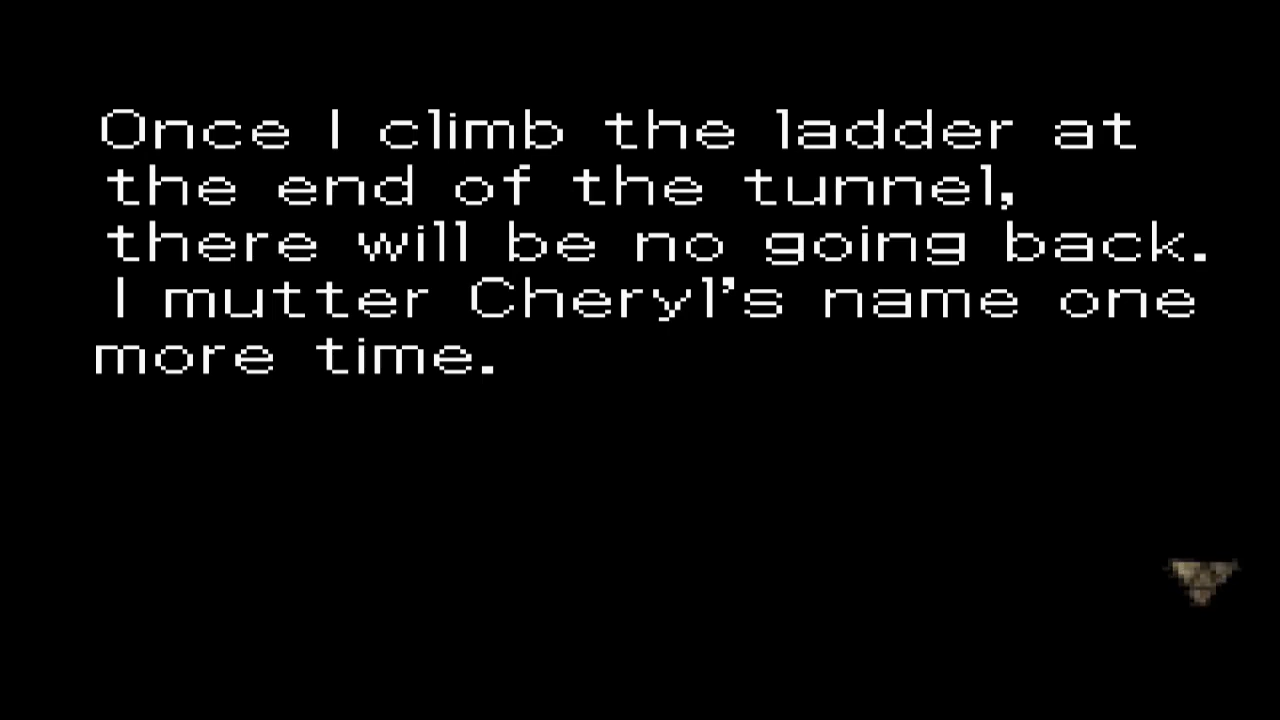 Once I climb the ladder at
the end of the tunnel,
there will be no going back.
I mutter Cheryl's name one
more time.